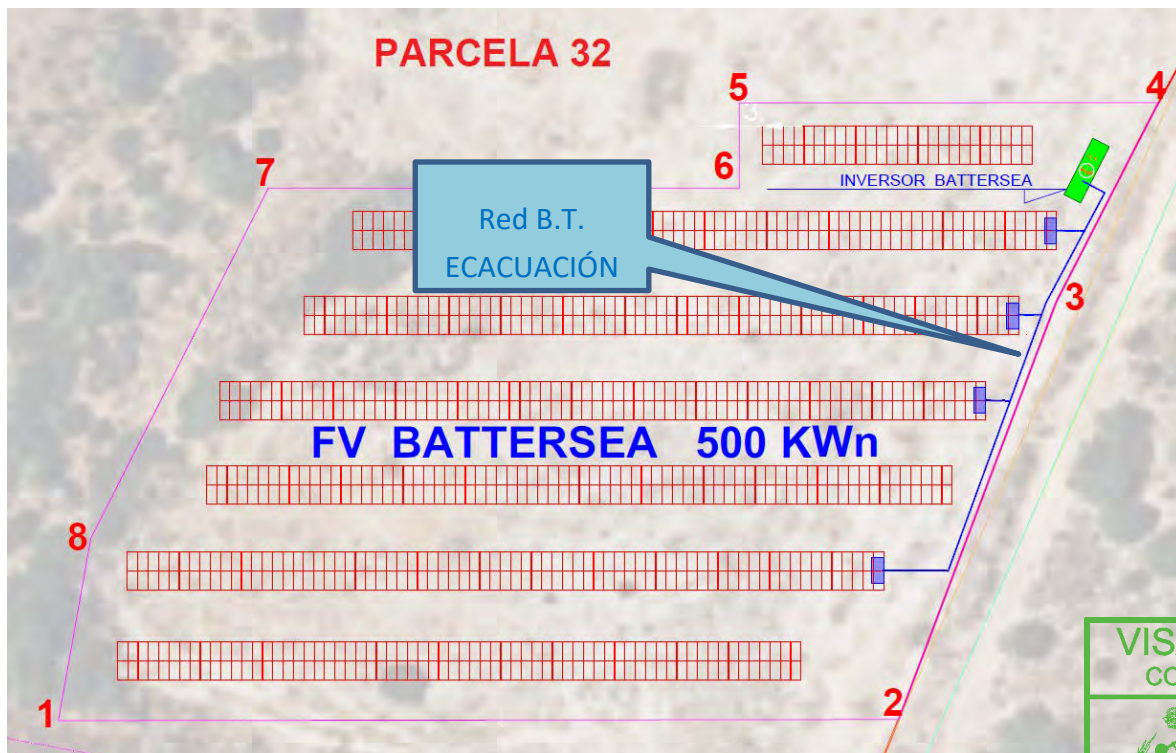 PARCELA 32
5
4
3
7
6
INVERSOR BATTERSEA
Red B.T.
ECACUACIÓN
3
FV BATTERSEA 500 KWn
8
1
2
VIS
CO